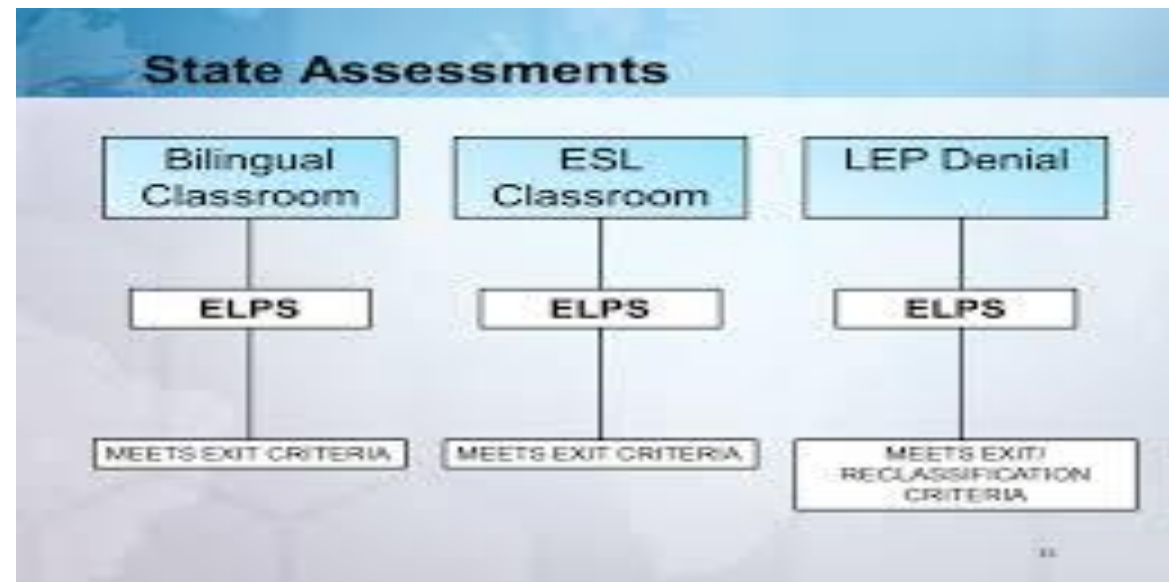 State Assessments
Bilingual
Classroom
ESL
Classroom
LEP Denial
ELPS
ELPS
ELPS
MEETS EXIT CRITERIA
MEETS EXIT CRITERIA
MEETS EXIT/
RECLASSIFICATION
CRITERIA